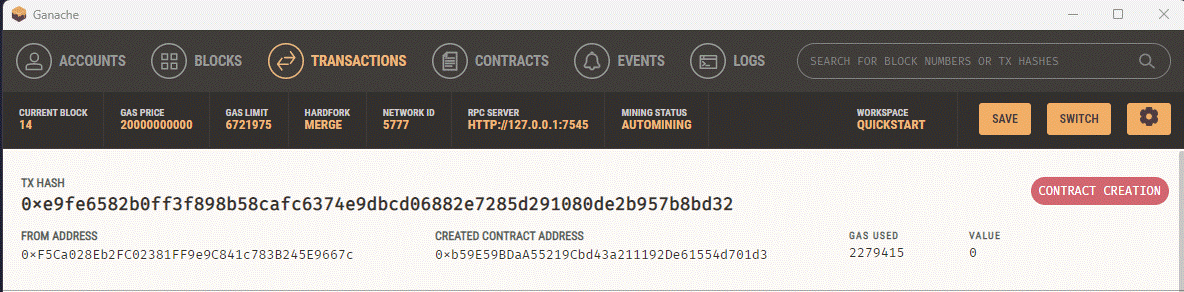 Ganache
ACCOUNTS BLOCKS TRANSACTIONS CONTRACTS EVENTS LOGS SEARCH FOR BLOCK NUMBERS OR TX HASHES
CURRENT BLOCK GAS PRICE GAS LIMIT HARDFORK NETWORK ID RPC SERVER MINING STATUS WORKSPACE
14 20000000000 6721975 MERGE 5777 HTTP://127.0.0.1:7545 AUTOMINING QUICKSTART SAVE SWITCH
TX HASH
0×e9fe6582b0ff3f898b58cafc6374e9dbcd06882e7285d291080de2b957b8bd32 CONTRACT CREATION
FROM ADDRESS CREATED CONTRACT ADDRESS GAS USED VALUE
0×F5Ca028Eb2FC02381FF9e9C841c783B245E9667c 0×b59E59BDaA55219Cbd43a211192De61554d701d3 2279415 0